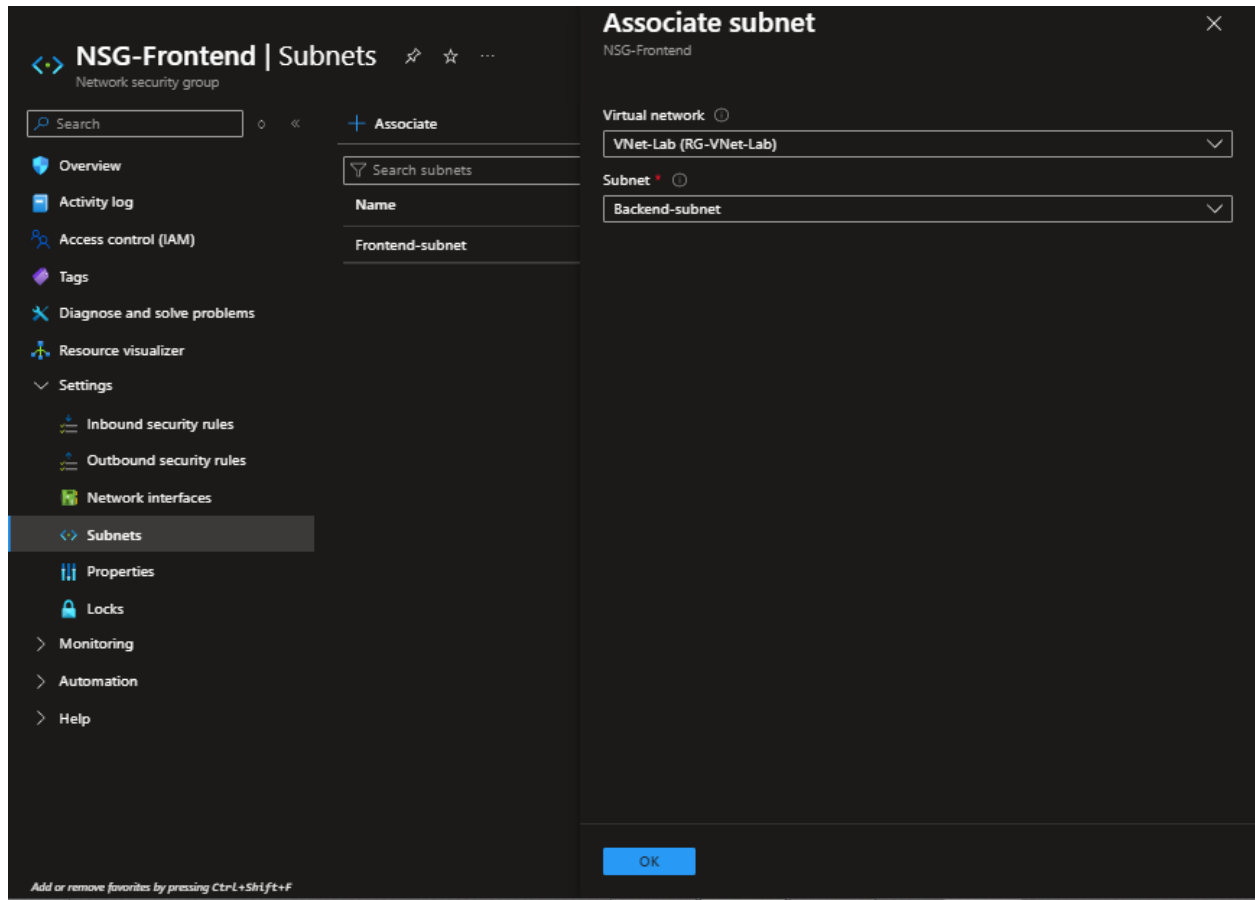 NSG-Frontend | Subnets
Network security group
Search
Overview
Activity log
Access control (IAM)
Tags
Diagnose and solve problems
Resource visualizer
Settings
Inbound security rules
Outbound security rules
Network interfaces
Subnets
Properties
Locks
Monitoring
Automation
Help
Add or remove favorites by pressing Ctrl+Shift+F
Associate
Search subnets
Name
Frontend-subnet
Associate subnet
NSG-Frontend
Virtual network
VNet-Lab (RG-VNet-Lab)
Subnet *
Backend-subnet
OK